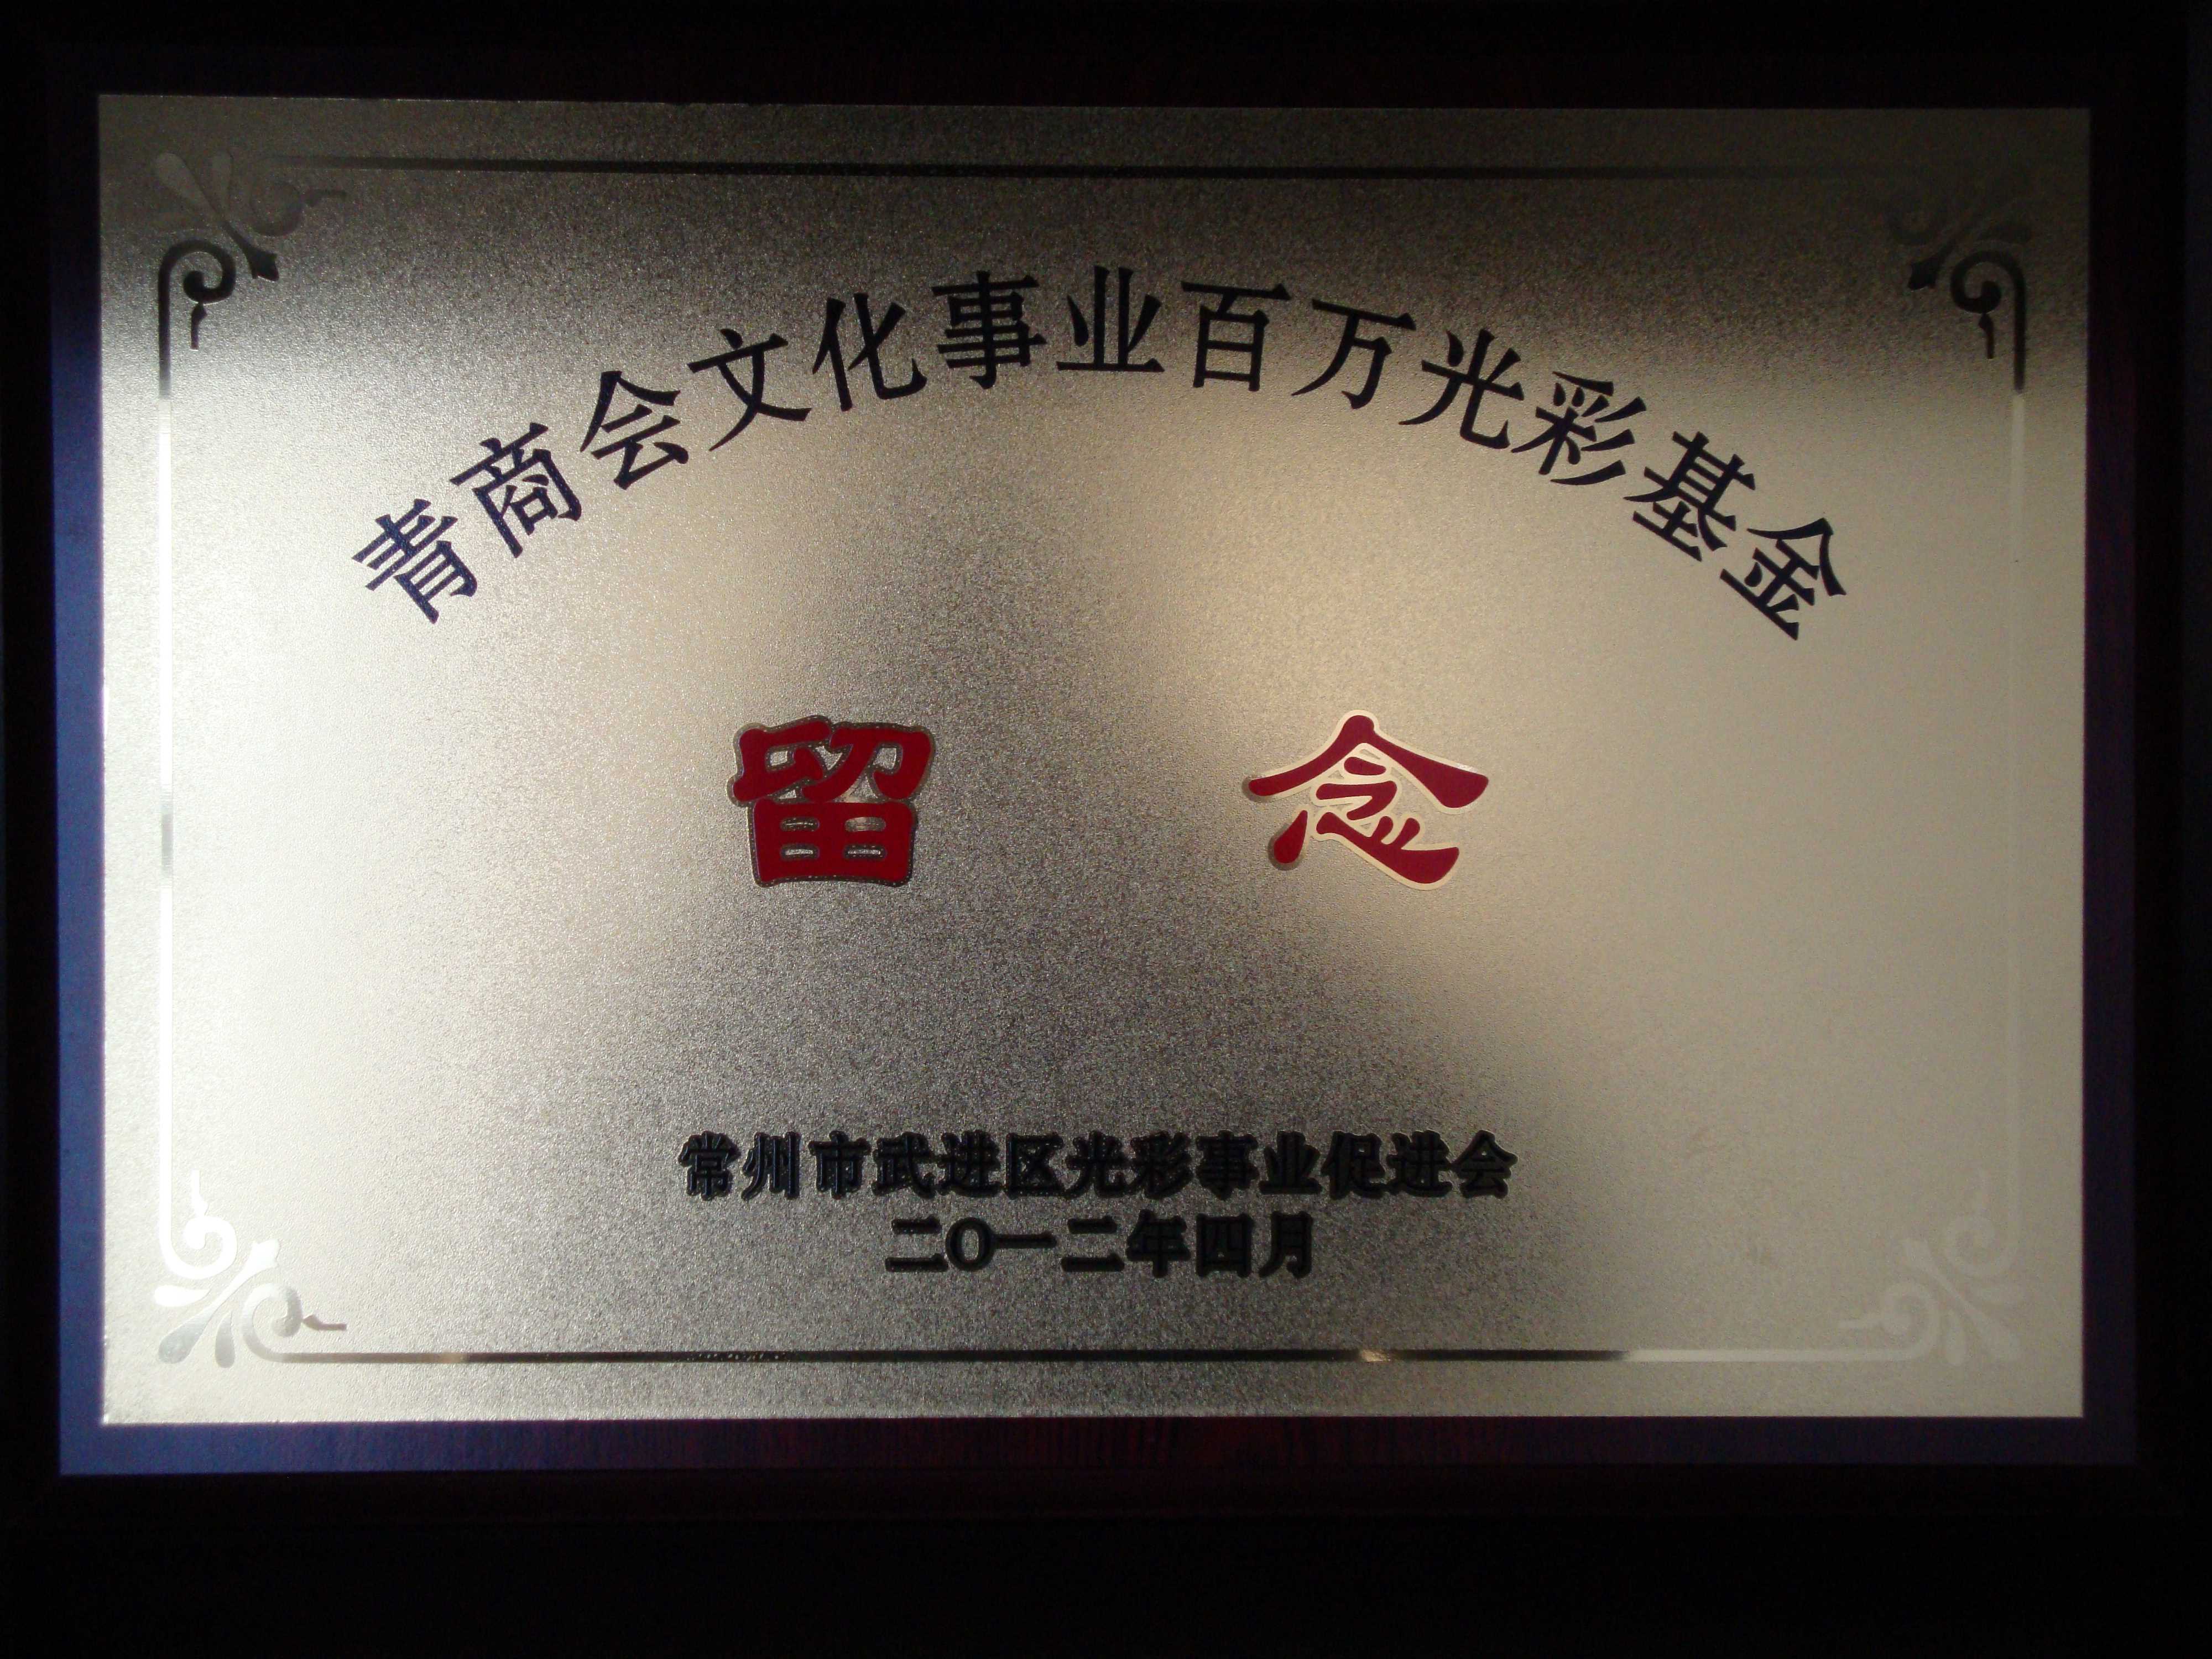 青商会文化事业百万光彩基金
留念
常州市武进区光彩事业促进会
二〇一二年四月